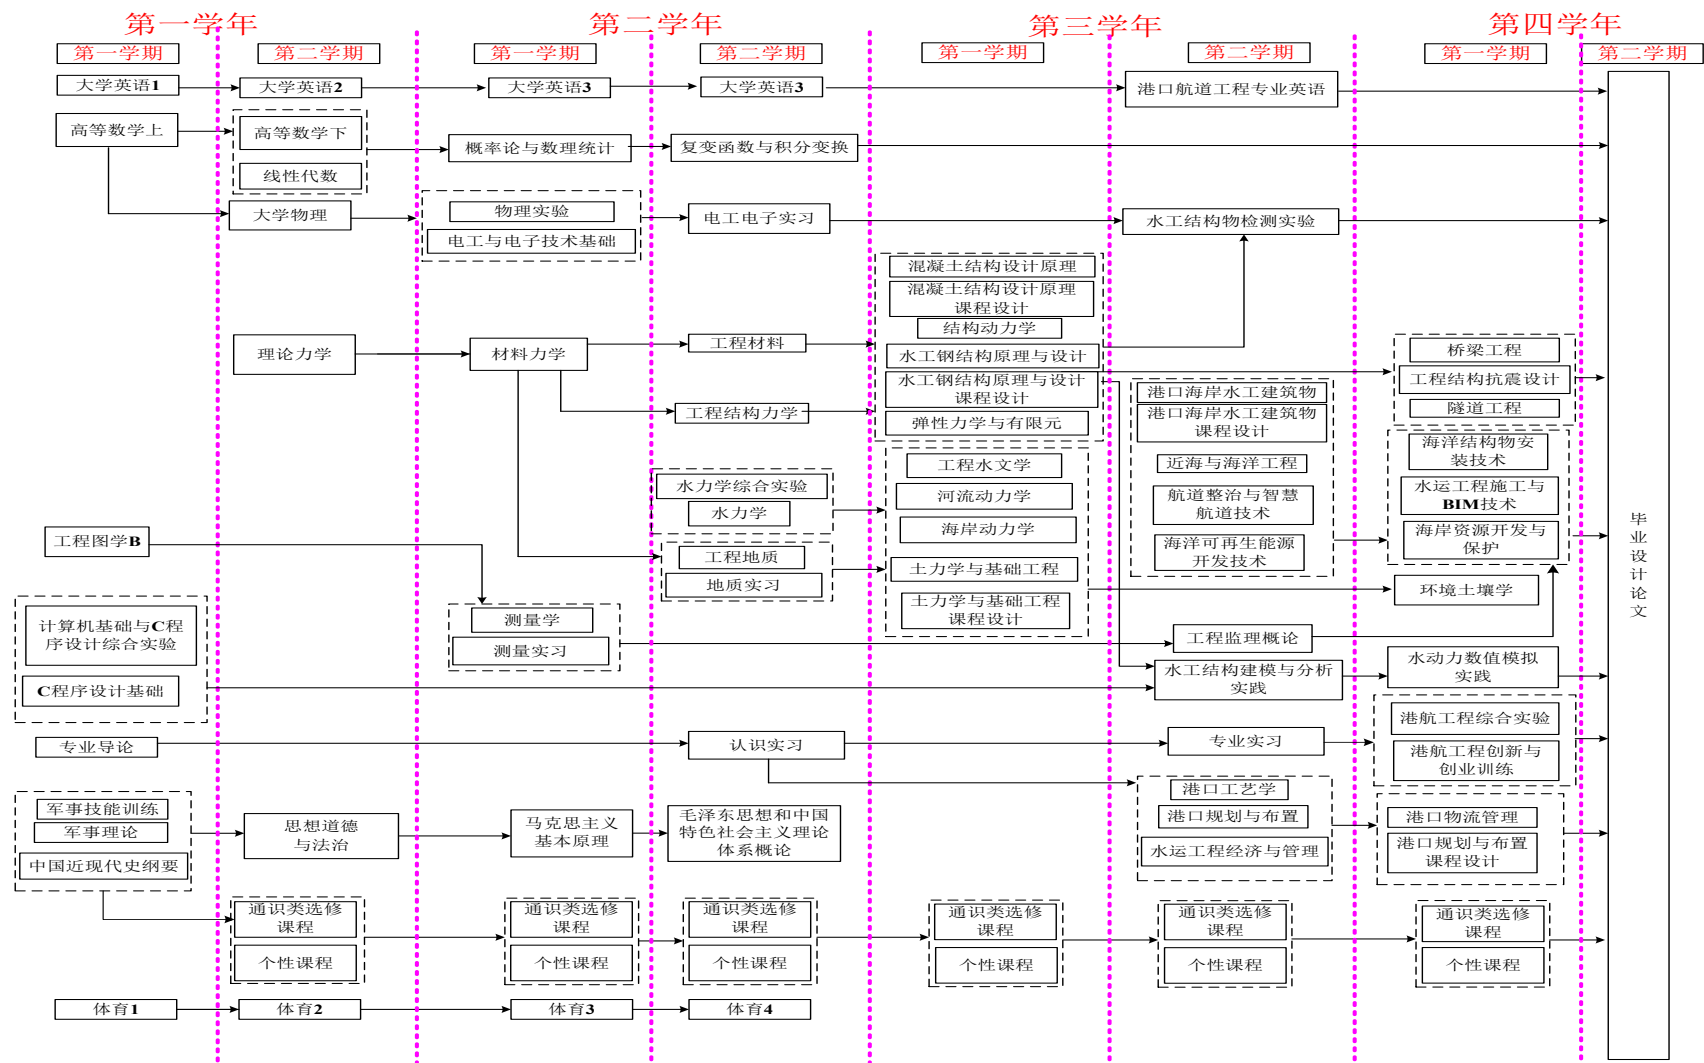 第一学年
第二学年
第三学年
第四学年
第一学期
第二学期
第一学期
第二学期
第一学期
第二学期
第一学期
第二学期
大学英语1
大学英语2
大学英语3
大学英语3
港口航道工程专业英语
高等数学上
高等数学下
线性代数
概率论与数理统计
复变函数与积分变换
大学物理
物理实验
电工与电子技术基础
电工电子实习
水工结构物检测实验
混凝土结构设计原理
混凝土结构设计原理
课程设计
结构动力学
水工钢结构原理与设计
水工钢结构原理与设计
课程设计
弹性力学与有限元
理论力学
材料力学
工程材料
工程结构力学
桥梁工程
工程结构抗震设计
隧道工程
港口海岸水工建筑物
港口海岸水工建筑物
课程设计
近海与海洋工程
航道整治与智慧
航道技术
海洋可再生能源
开发技术
海洋结构物安
装技术
水运工程施工与
BIM技术
海岸资源开发与
保护
水力学综合实验
水力学
工程水文学
河流动力学
海岸动力学
土力学与基础工程
土力学与基础工程
课程设计
工程图学B
工程地质
地质实习
环境土壤学
测量学
测量实习
工程监理概论
计算机基础与C程
序设计综合实验
C程序设计基础
水工结构建模与分析
实践
水动力数值模拟
实践
专业导论
认识实习
专业实习
港航工程综合实验
港航工程创新与
创业训练
军事技能训练
军事理论
中国近现代史纲要
思想道德
与法治
马克思主义
基本原理
毛泽东思想和中国
特色社会主义理论
体系概论
港口工艺学
港口规划与布置
水运工程经济与管理
港口物流管理
港口规划与布置
课程设计
通识类选修
课程
个性课程
通识类选修
课程
个性课程
通识类选修
课程
个性课程
通识类选修
课程
个性课程
通识类选修
课程
个性课程
通识类选修
课程
个性课程
体育1
体育2
体育3
体育4
毕业设计论文